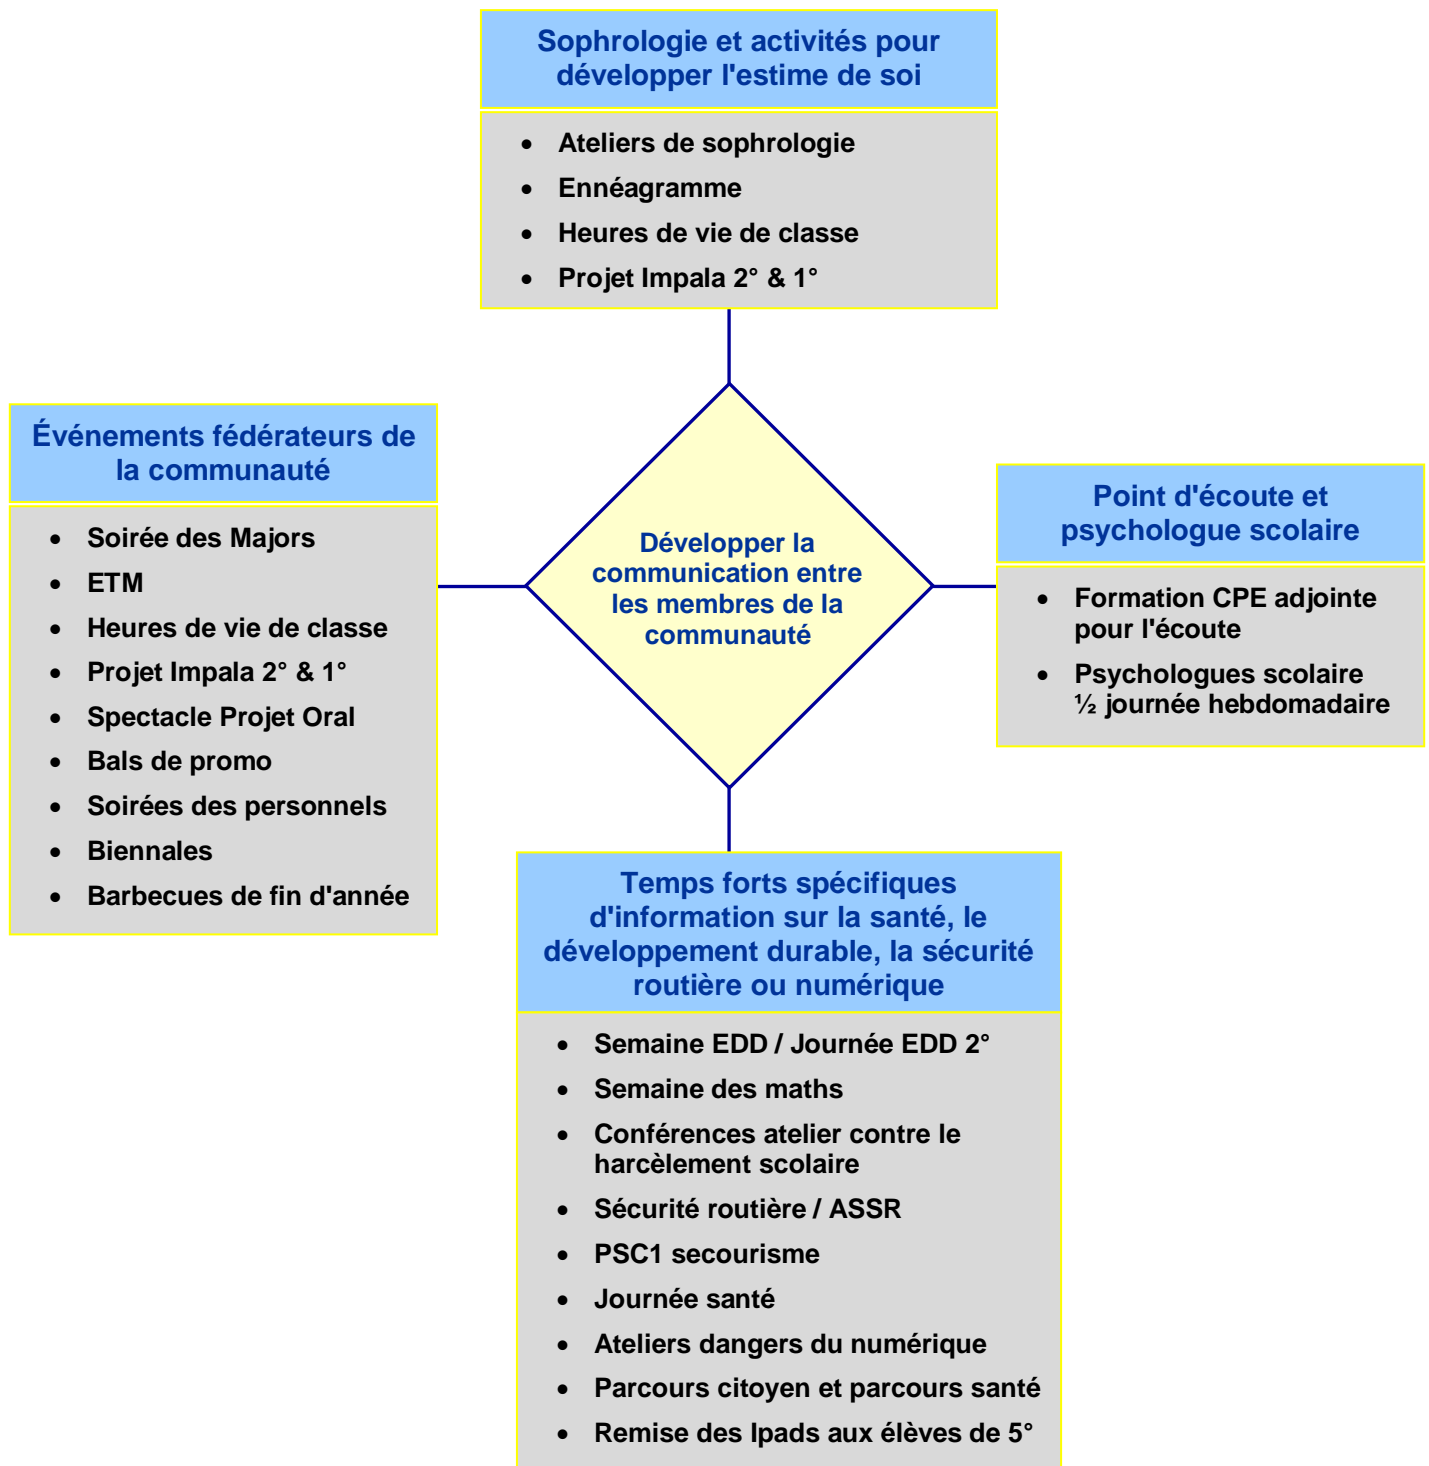 Sophrologie et activités pour
développer l'estime de soi
• Ateliers de sophrologie
• Ennéagramme
• Heures de vie de classe
• Projet Impala 2° & 1°
Événements fédérateurs de
la communauté
• Soirée des Majors
• ETM
• Heures de vie de classe
• Projet Impala 2° & 1°
• Spectacle Projet Oral
• Bals de promo
• Soirées des personnels
• Biennales
• Barbecues de fin d'année
Développer la
communication entre
les membres de la
communauté
Point d'écoute et
psychologue scolaire
• Formation CPE adjointe
pour l'écoute
• Psychologues scolaire
½ journée hebdomadaire
Temps forts spécifiques
d'information sur la santé, le
développement durable, la sécurité
routière ou numérique
• Semaine EDD / Journée EDD 2°
• Semaine des maths
• Conférences atelier contre le
harcèlement scolaire
• Sécurité routière / ASSR
• PSC1 secourisme
• Journée santé
• Ateliers dangers du numérique
• Parcours citoyen et parcours santé
• Remise des Ipads aux élèves de 5°